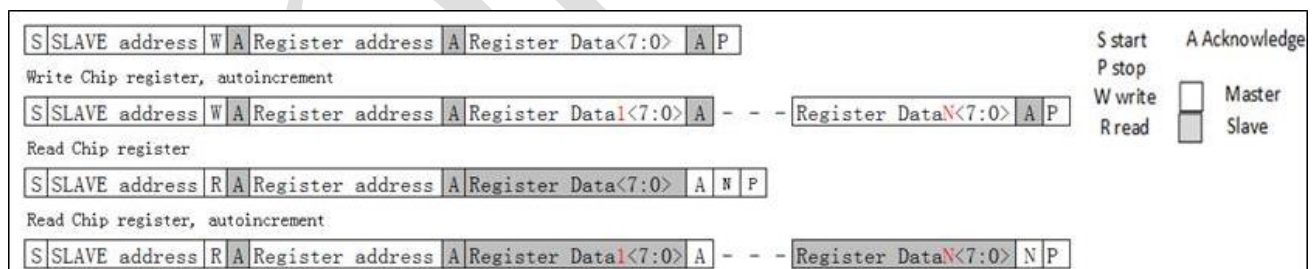 S SLAVE address W A Register address A Register Data<7:0> A P
S start A Acknowledge
P stop
Write Chip register, autoincrement
W write Master
S SLAVE address W A Register address A Register Data1<7:0> A - - - Register DataN<7:0> A P
R read Slave
Read Chip register
S SLAVE address R A Register address A Register Data<7:0> A N P
Read Chip register, autoincrement
S SLAVE address R A Register address A Register Data1<7:0> A - - - Register DataN<7:0> N P